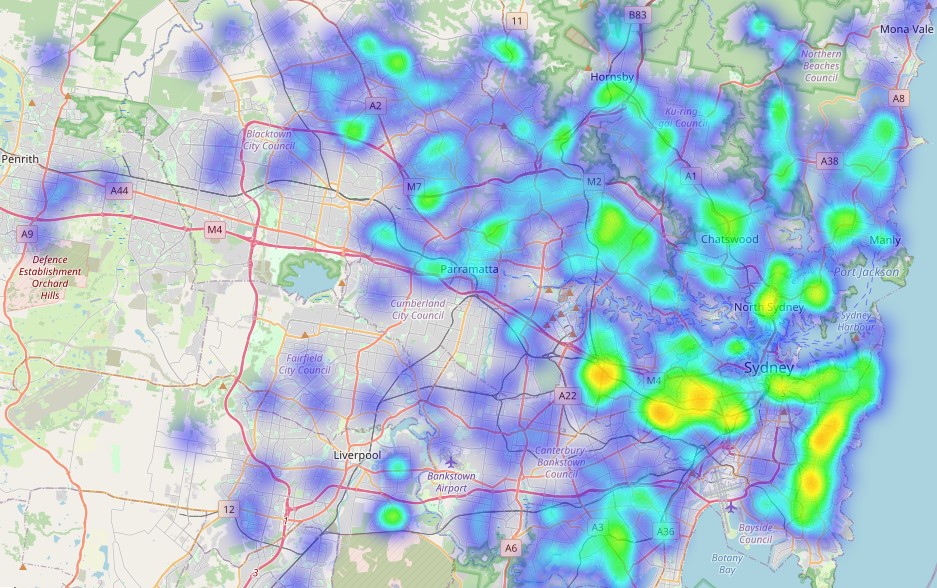 B83
11
Mona Vale
Northern
Beaches
Council
Hornsby
A8
A2
Ku-ring-
gai Council
Blacktown
City Council
Penrith
A38
A44
M7
M2
A1
M4
A9
Chatswood
Manly
Defence
Establishment
Orchard
Hills
Parramatta
Port Jackson
Cumberland
City Council
North Sydney
Sydney
Harbour
Fairfield
City Council
Sydney
M4
A22
Liverpool
Canterbury-
Bankstown
Council
Bankstown
Airport
12
1
A3
A36
Bayside
Council
A6
Botany
Bay
3